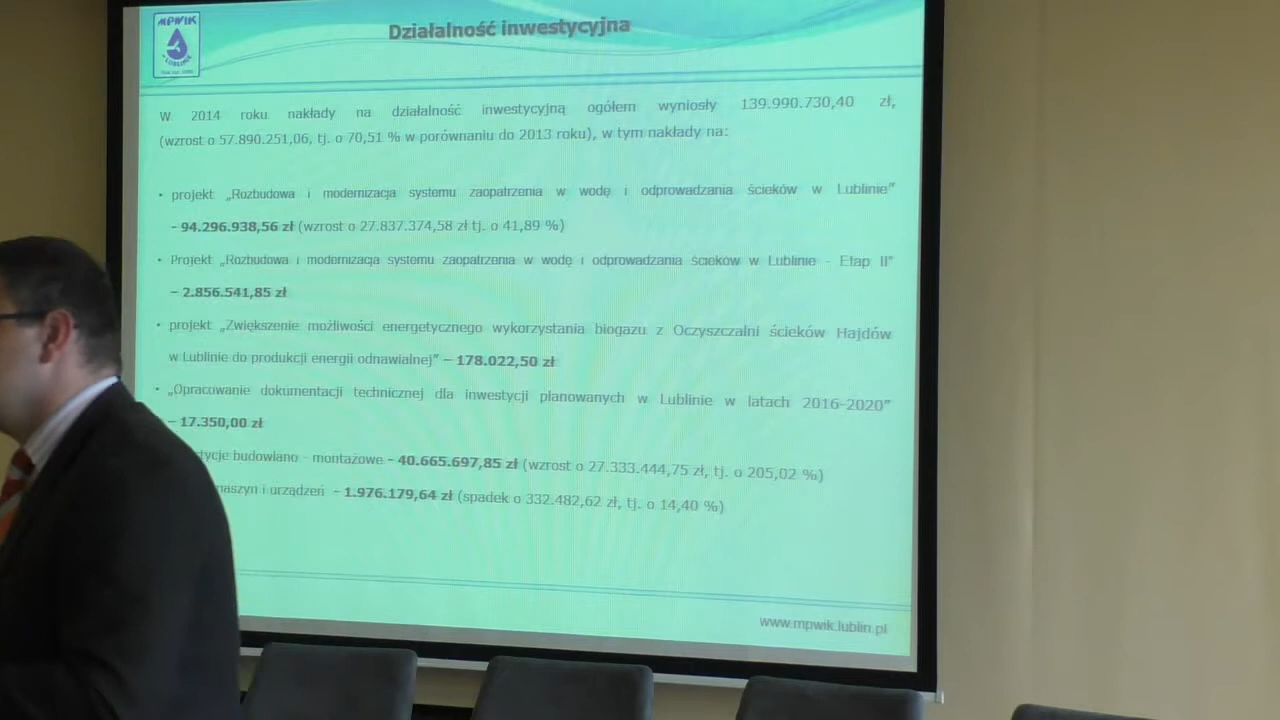 MPWIK
LUBLINIE
Działalność inwestycyjna
W 2014 roku nakłady na działalność inwestycyjną ogółem wyniosły 139.990.730,40 zł,
(wzrost o 57.890.251,06, tj. o 70,51 % w porównaniu do 2013 roku), w tym nakłady na:
• projekt „Rozbudowa i modernizacja systemu zaopatrzenia w wodę i odprowadzania ścieków w Lublinie”
- 94.296.938,56 zł (wzrost o 27.837.374,58 zł tj. o 41,89 %)
• Projekt „Rozbudowa i modernizacja systemu zaopatrzenia w wodę i odprowadzania ścieków w Lublinie - Etap II”
– 2.856.541,85 zł
• projekt „Zwiększenie możliwości energetycznego wykorzystania biogazu z Oczyszczalni ścieków Hajdów
w Lublinie do produkcji energii odnawialnej” – 178.022,50 zł
• „Opracowanie dokumentacji technicznej dla inwestycji planowanych w Lublinie w latach 2016-2020”
– 17.350,00 zł
tycje budowlano - montażowe - 40.665.697,85 zł (wzrost o 27.333.444,75 zł, tj. o 205,02 %)
maszyn i urządzeń - 1.976.179,64 zł (spadek o 332.482,62 zł, tj. o 14,40 %)
www.mpwik.lublin.pl